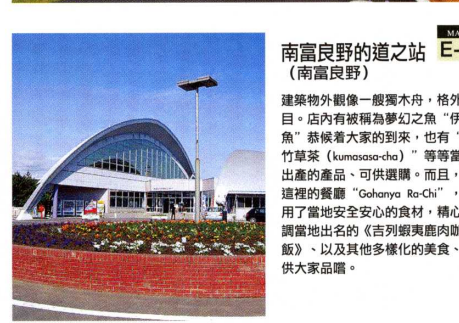 MA
E-
南富良野的道之站
（南富良野）
建築物外觀像一艘獨木舟，格外
目。店內有被稱為夢幻之魚“伊
魚”恭候着大家的到來，也有“
竹草茶（kumasasa-cha）”等等當
出產的產品、可供選購。而且，
這裡的餐廳“Gohanya Ra-Chi”，
用了當地安全安心的食材，精心
調當地出名的《吉列蝦夷鹿肉咖
飯》、以及其他多樣化的美食、
供大家品嚐。